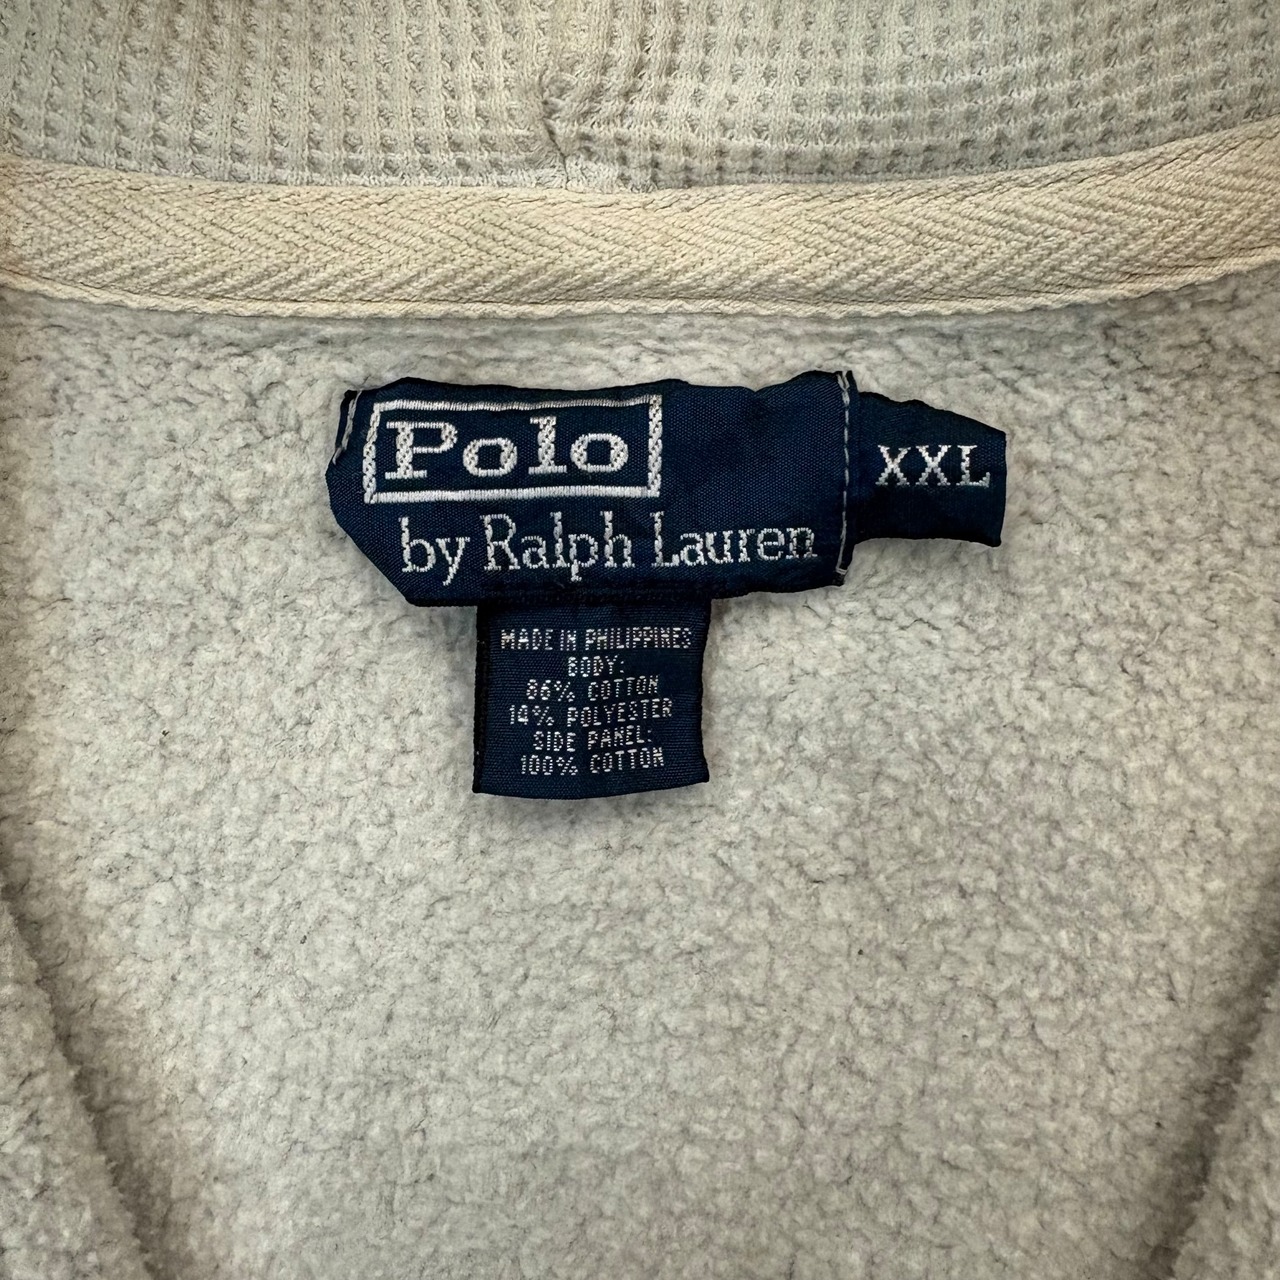 Polo
by Ralph Lauren
XXL
MADE IN PHILIPPINES
BODY:
86% COTTON
14% POLYESTER
SIDE PANEL:
100% COTTON